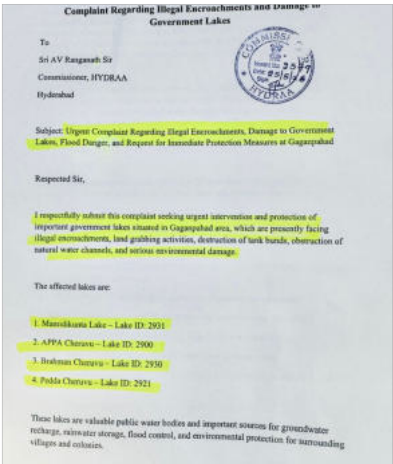 Complaint Regarding Illegal Encroachments and Damage to
Government Lakes
To
Sri AV Ranganath Sir
Commissioner, HYDRAA
Hyderabad
COMMISSI
HYDRAA
Subject: Urgent Complaint Regarding Illegal Encroachments, Damage to Government
Lakes, Flood Danger, and Request for Immediate Protection Measures at Gaganpahad
Respected Sir,
I respectfully submit this complaint seeking urgent intervention and protection of
important government lakes situated in Gaganpahad area, which are presently facing
illegal encroachments, land grabbing activities, destruction of tank bunds, obstruction of
natural water channels, and serious environmental damage.
The affected lakes are:
1. Mamidikunta Lake – Lake ID: 2931
2. APPA Cheruvu – Lake ID: 2900
3. Brahman Cheruvu – Lake ID: 2930
4. Pedda Cheruvu – Lake ID: 2921
These lakes are valuable public water bodies and important sources for groundwater
recharge, rainwater storage, flood control, and environmental protection for surrounding
villages and colonies.